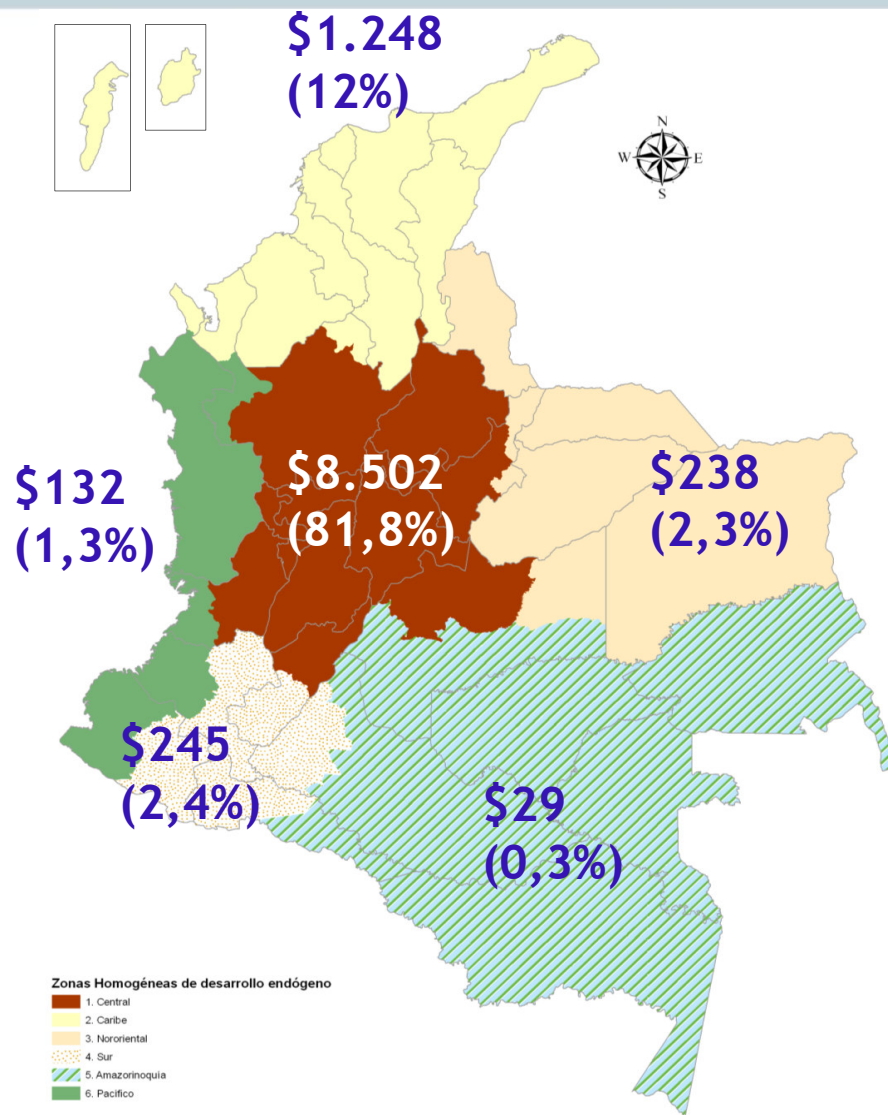 $1.248
(12%)
N
W E
S
$132
(1,3%)
$8.502
(81,8%)
$238
(2,3%)
$245
(2,4%)
$29
(0,3%)
Zonas Homogéneas de desarrollo endógeno
1. Central
2. Caribe
3. Nororiental
4. Sur
5. Amazorinoquia
6. Pacifico